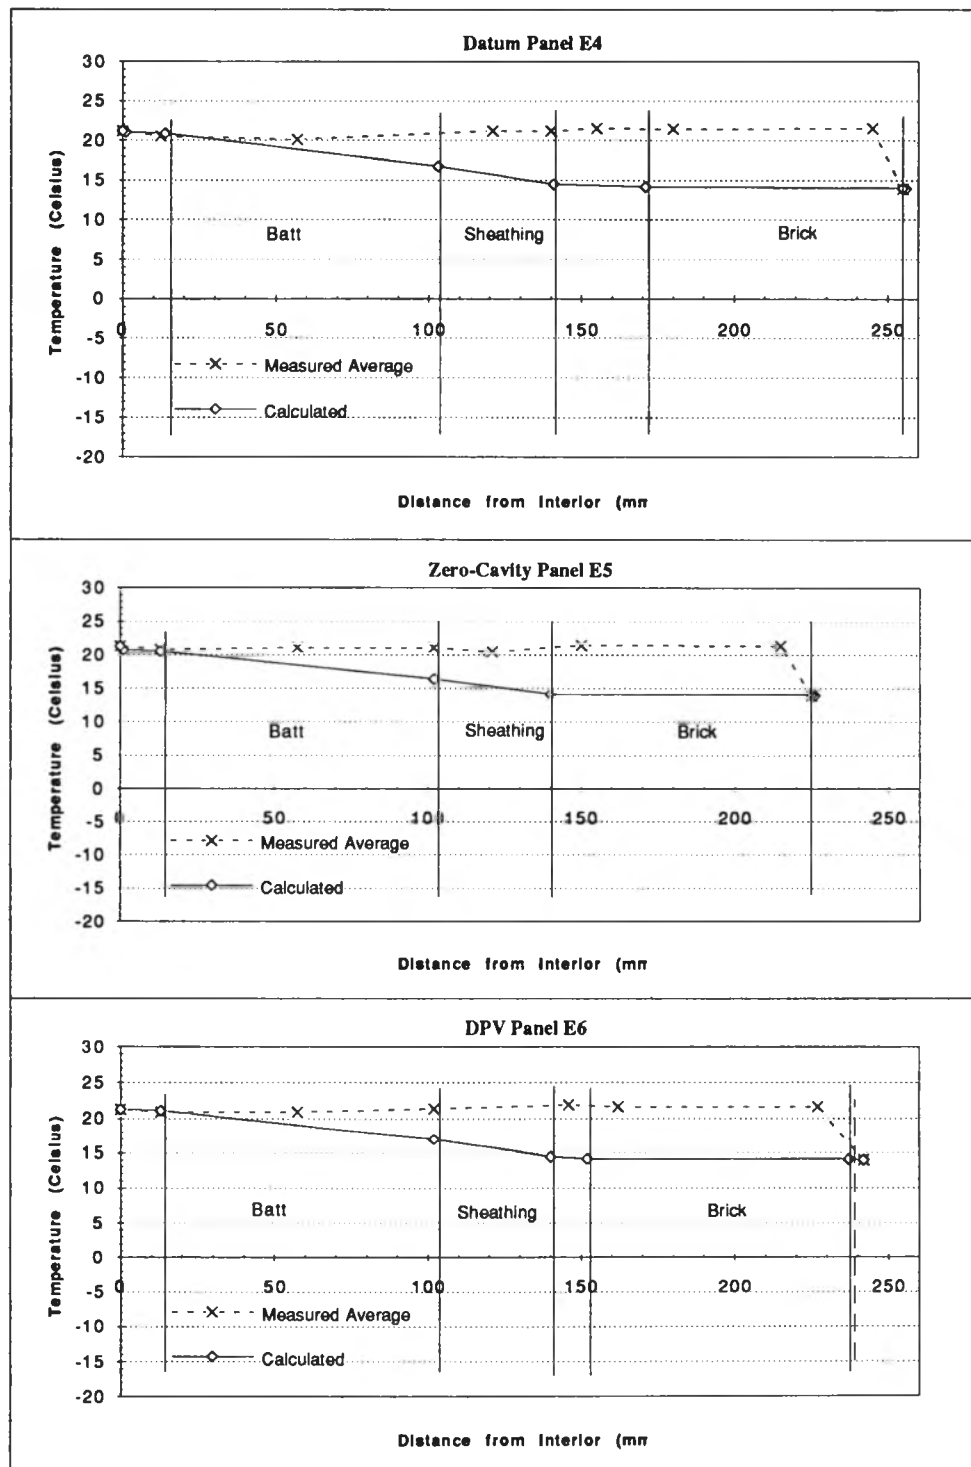 Datum Panel E4
30
25
20
15
10
5
0
-5
-10
-15
-20
0 50 100 150 200 250
Temperature (Celsius)
Batt Sheathing Brick
Measured Average
Calculated
Distance from Interior (mm
Zero-Cavity Panel E5
30
25
20
15
10
5
0
-5
-10
-15
-20
0 50 100 150 200 250
Temperature (Celsius)
Batt Sheathing Brick
Measured Average
Calculated
Distance from Interior (mm
DPV Panel E6
30
25
20
15
10
5
0
-5
-10
-15
-20
0 50 100 150 200 250
Temperature (Celsius)
Batt Sheathing Brick
Measured Average
Calculated
Distance from Interior (mm